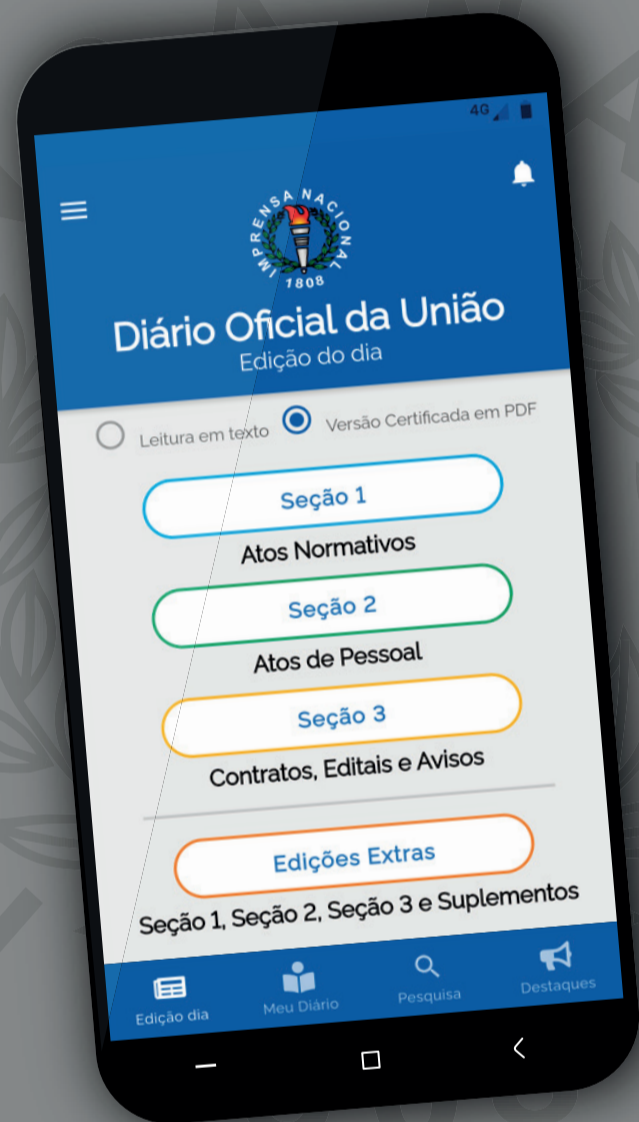 4G
IMPRENSA NACIONAL
1808
Diário Oficial da União
Edição do dia
Leitura em texto Versão Certificada em PDF
Seção 1
Atos Normativos
Seção 2
Atos de Pessoal
Seção 3
Contratos, Editais e Avisos
Edições Extras
Seção 1, Seção 2, Seção 3 e Suplementos
Edição dia Meu Diário Pesquisa Destaques